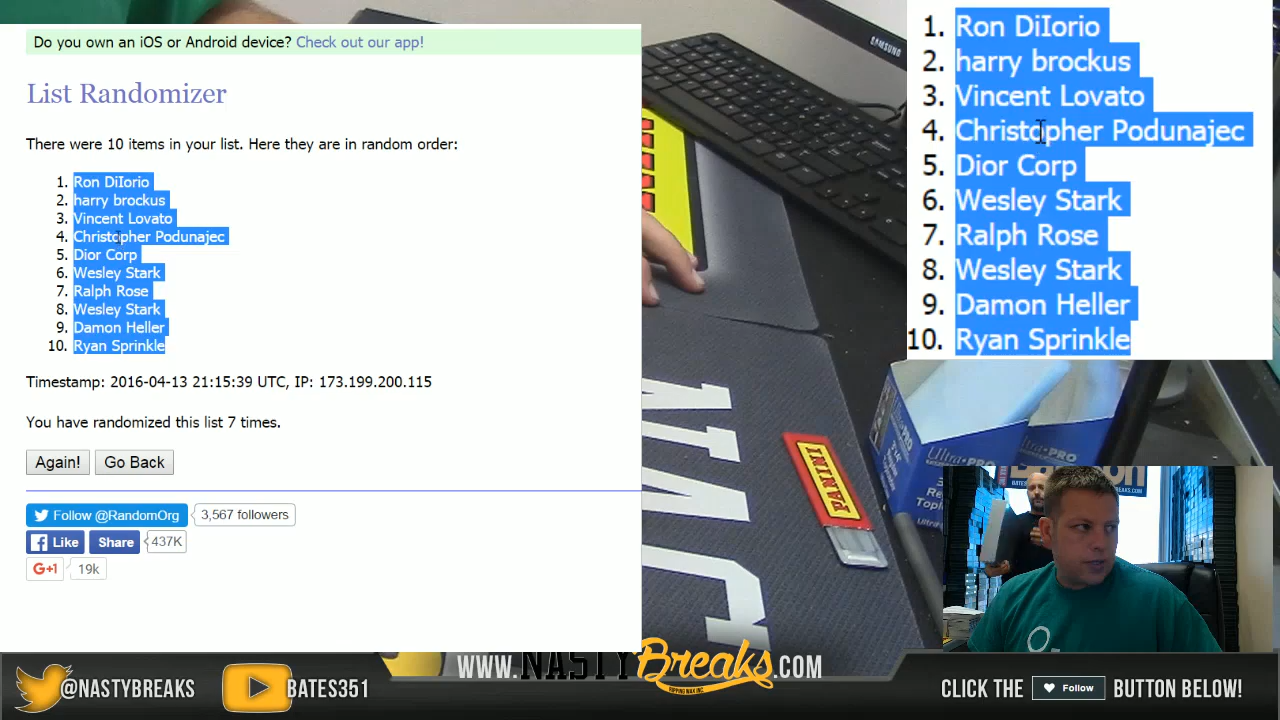 Do you own an iOS or Android device? Check out our app!
List Randomizer
There were 10 items in your list. Here they are in random order:
1. Ron DiIorio
2. harry brockus
3. Vincent Lovato
4. Christopher Podunajec
5. Dior Corp
6. Wesley Stark
7. Ralph Rose
8. Wesley Stark
9. Damon Heller
10. Ryan Sprinkle
Timestamp: 2016-04-13 21:15:39 UTC, IP: 173.199.200.115
You have randomized this list 7 times.
Again! Go Back
Follow @RandomOrg 3,567 followers
Like Share 437K
G+1 19k
SAMSUNG
1. Ron DiIorio
2. harry brockus
3. Vincent Lovato
4. Christopher Podunajec
5. Dior Corp
6. Wesley Stark
7. Ralph Rose
8. Wesley Stark
9. Damon Heller
10. Ryan Sprinkle
PANINI
Ultra·PRO
Ultra·PRO
@NASTYBREAKS
BATES351
WWW.NASTYBreaks.COM
RIPPING WAX INC.
CLICK THE Follow BUTTON BELOW!